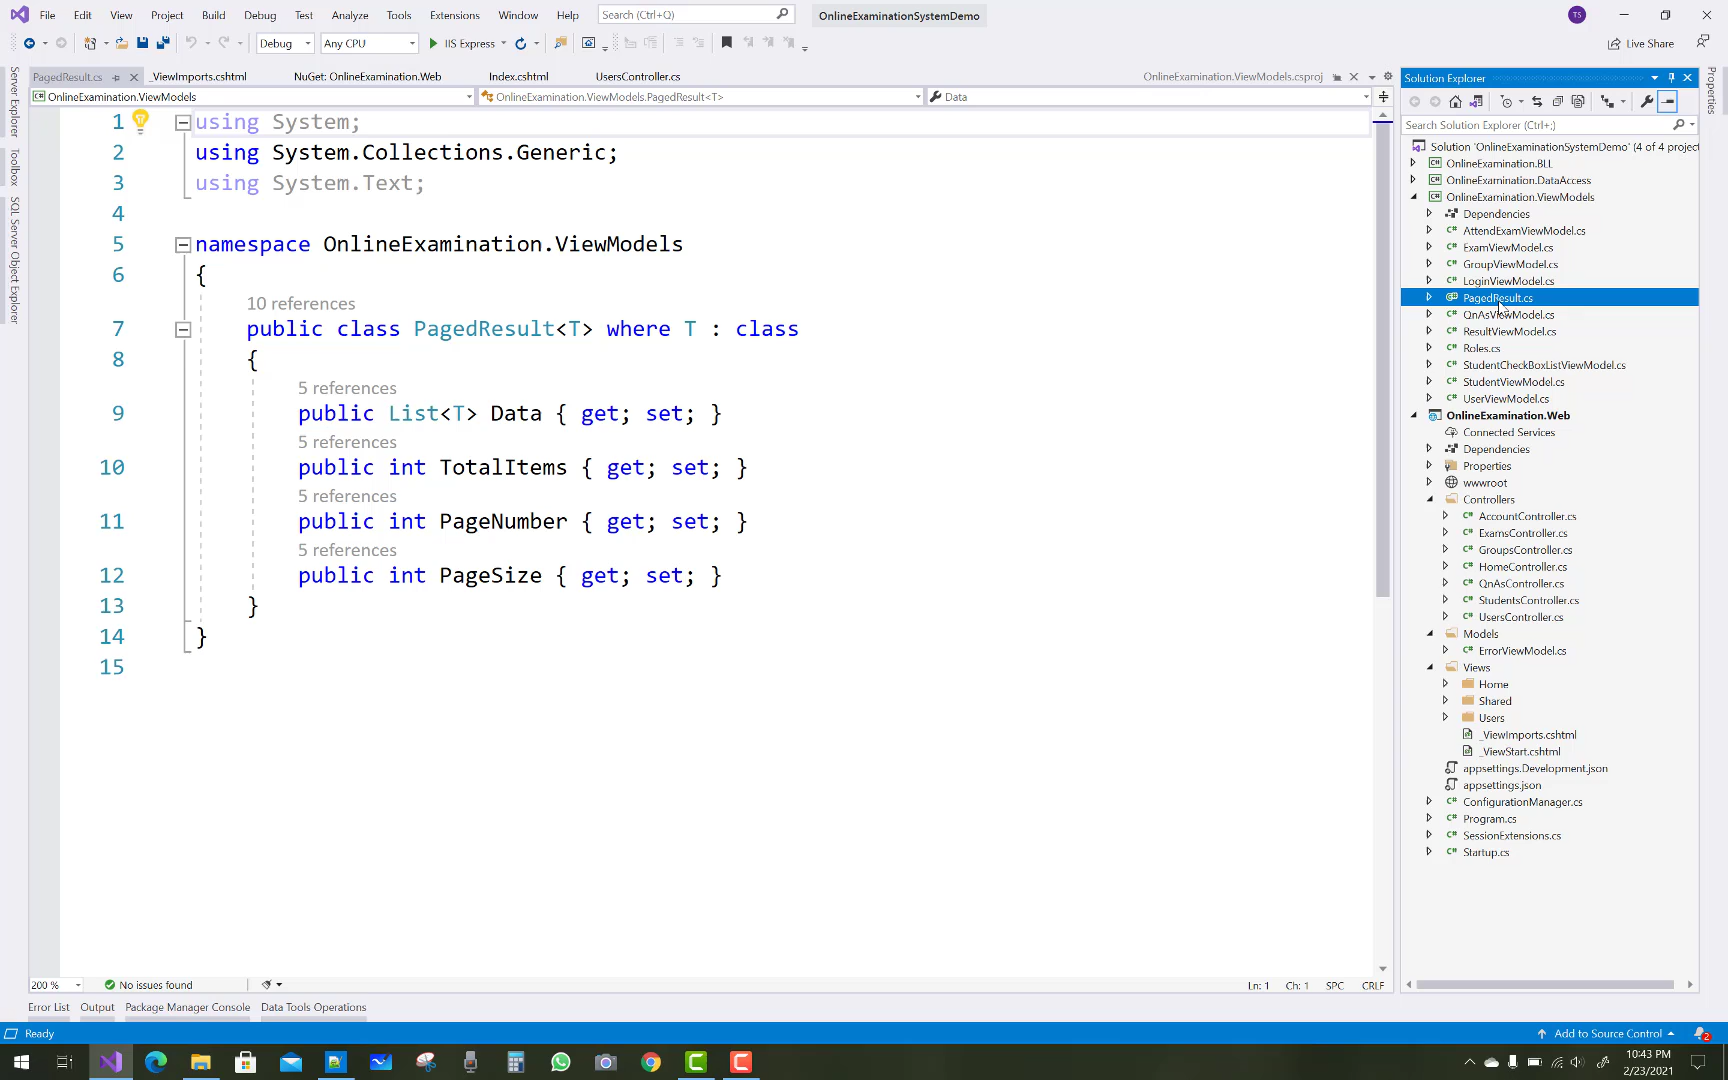 File Edit View Project Build Debug Test Analyze Tools Extensions Window Help Search (Ctrl+Q) OnlineExaminationSystemDemo TS
Debug Any CPU IIS Express Live Share
PagedResult.cs _ViewImports.cshtml NuGet: OnlineExamination.Web Index.cshtml UsersController.cs OnlineExamination.ViewModels.csproj
OnlineExamination.ViewModels OnlineExamination.ViewModels.PagedResult<T> Data
Server Explorer
Toolbox
SQL Server Object Explorer
1 using System;
2 using System.Collections.Generic;
3 using System.Text;
4
5 namespace OnlineExamination.ViewModels
6 {
10 references
7 public class PagedResult<T> where T : class
8 {
5 references
9 public List<T> Data { get; set; }
5 references
10 public int TotalItems { get; set; }
5 references
11 public int PageNumber { get; set; }
5 references
12 public int PageSize { get; set; }
13 }
14 }
15
200 % No issues found Ln: 1 Ch: 1 SPC CRLF
Error List Output Package Manager Console Data Tools Operations
Solution Explorer
Search Solution Explorer (Ctrl+;)
Solution 'OnlineExaminationSystemDemo' (4 of 4 project
OnlineExamination.BLL
OnlineExamination.DataAccess
OnlineExamination.ViewModels
Dependencies
AttendExamViewModel.cs
ExamViewModel.cs
GroupViewModel.cs
LoginViewModel.cs
PagedResult.cs
QnAsViewModel.cs
ResultViewModel.cs
Roles.cs
StudentCheckBoxListViewModel.cs
StudentViewModel.cs
UserViewModel.cs
OnlineExamination.Web
Connected Services
Dependencies
Properties
wwwroot
Controllers
AccountController.cs
ExamsController.cs
GroupsController.cs
HomeController.cs
QnAsController.cs
StudentsController.cs
UsersController.cs
Models
ErrorViewModel.cs
Views
Home
Shared
Users
_ViewImports.cshtml
_ViewStart.cshtml
appsettings.Development.json
appsettings.json
ConfigurationManager.cs
Program.cs
SessionExtensions.cs
Startup.cs
Properties
Ready Add to Source Control 2
10:43 PM
2/23/2021